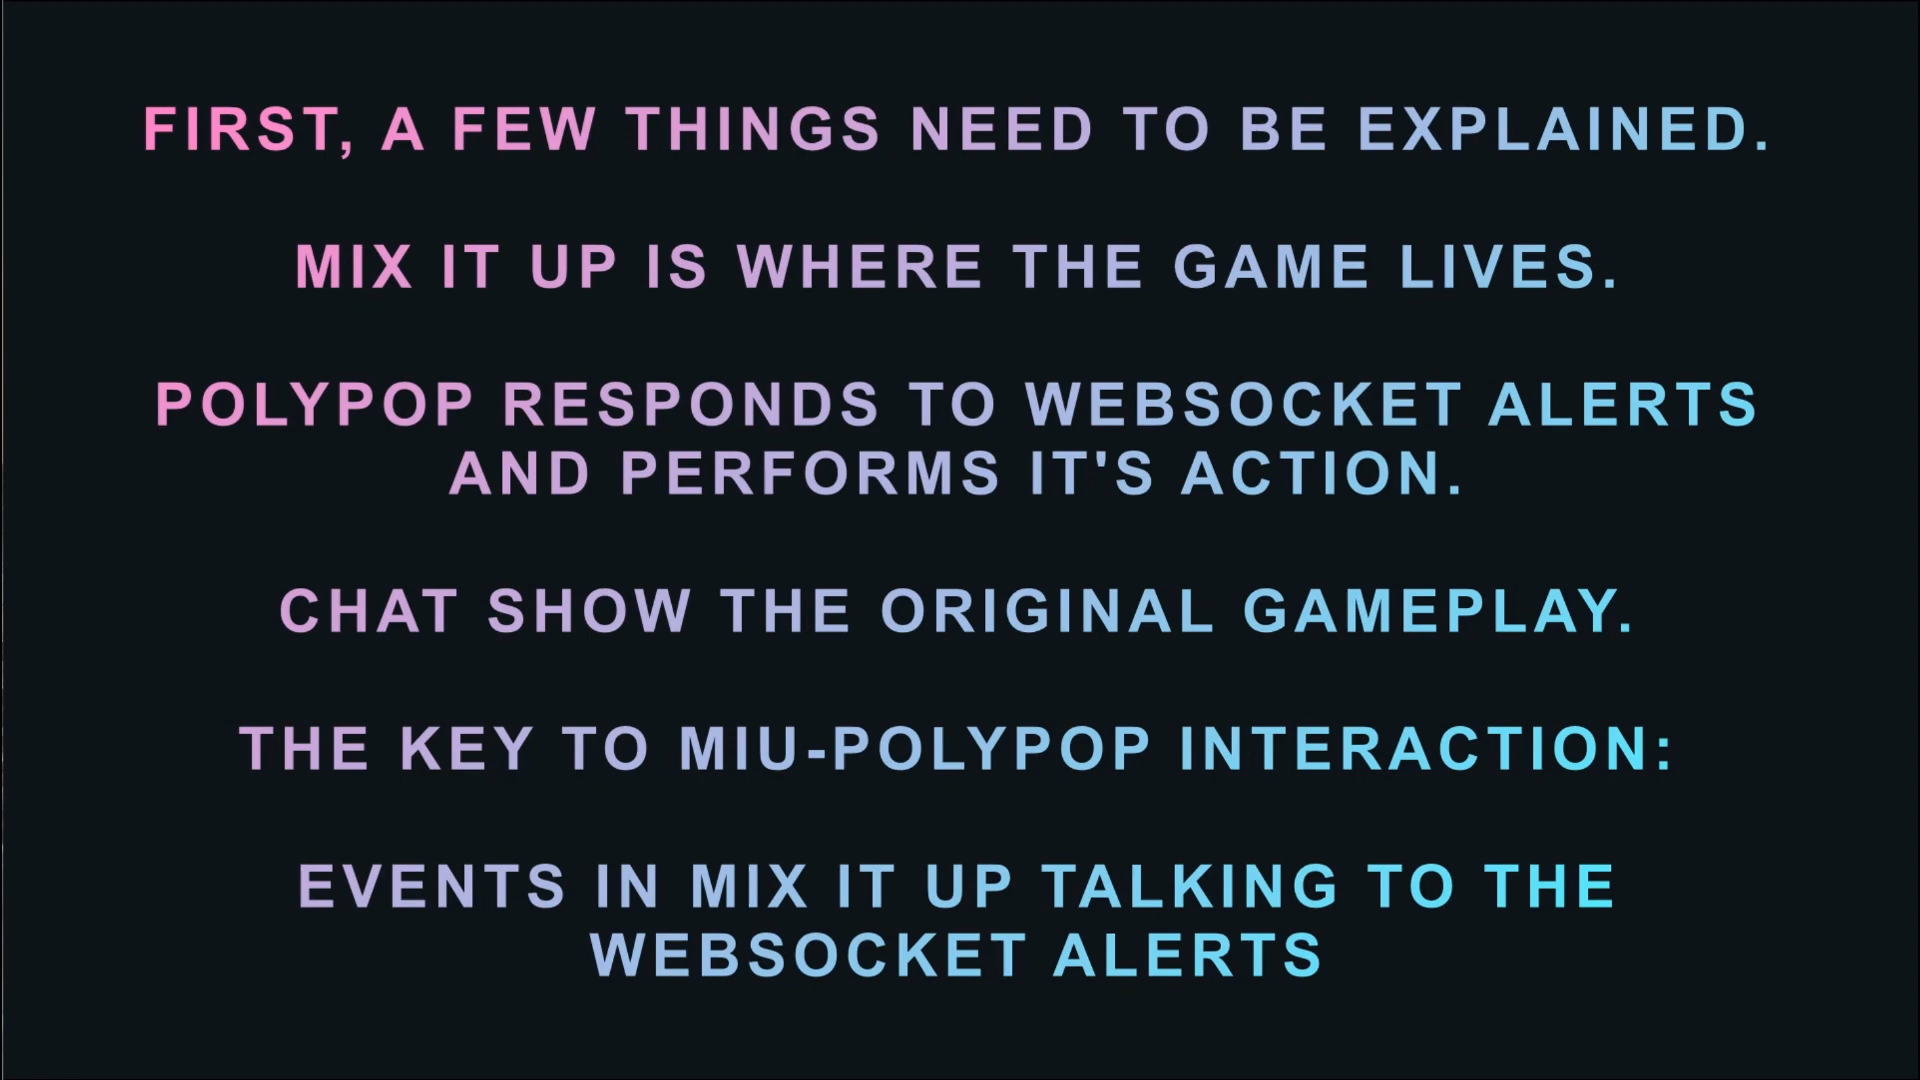 FIRST, A FEW THINGS NEED TO BE EXPLAINED.
MIX IT UP IS WHERE THE GAME LIVES.
POLYPOP RESPONDS TO WEBSOCKET ALERTS
AND PERFORMS IT'S ACTION.
CHAT SHOW THE ORIGINAL GAMEPLAY.
THE KEY TO MIU-POLYPOP INTERACTION:
EVENTS IN MIX IT UP TALKING TO THE
WEBSOCKET ALERTS